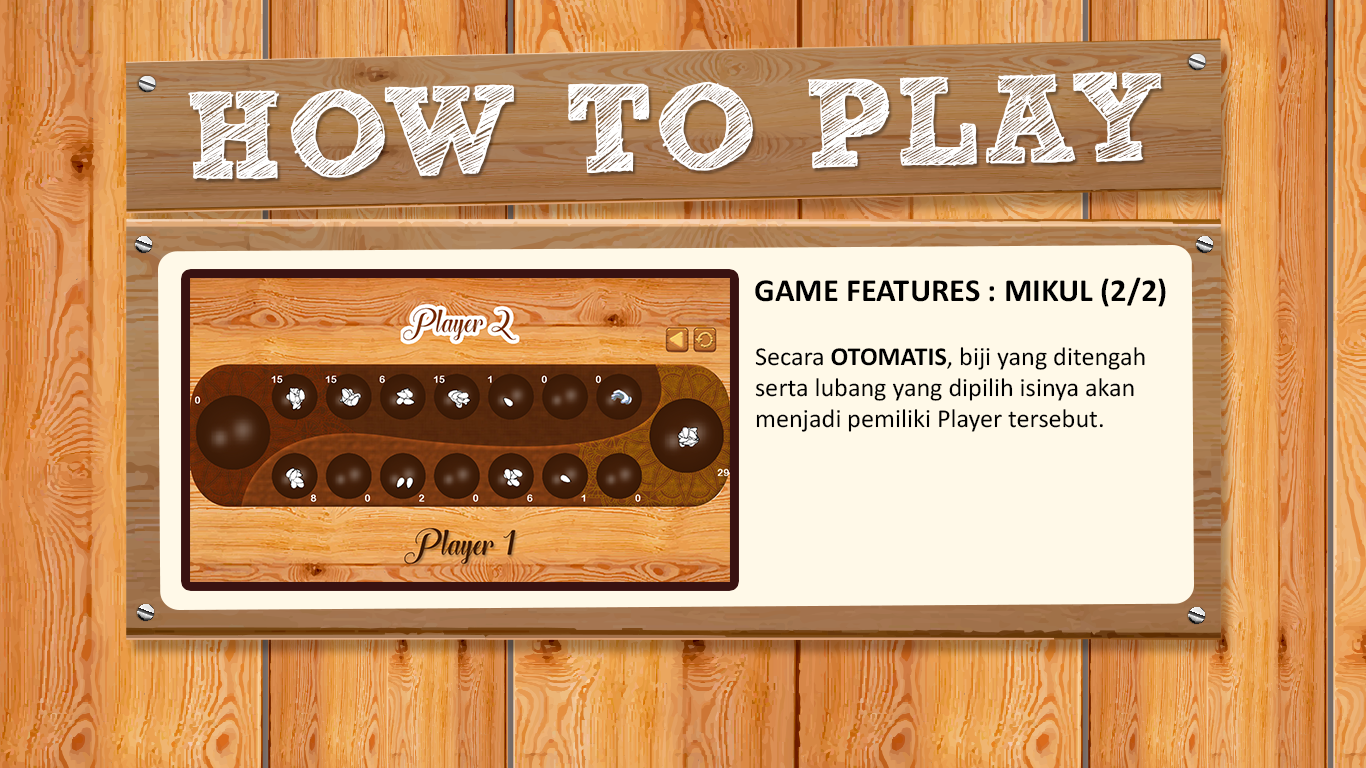 HOW TO PLAY
GAME FEATURES : MIKUL (2/2)
Secara OTOMATIS, biji yang ditengah
serta lubang yang dipilih isinya akan
menjadi pemiliki Player tersebut.
Player 2
15 15 6 15 1 0 0
0
29
8 0 2 0 6 1 0
Player 1